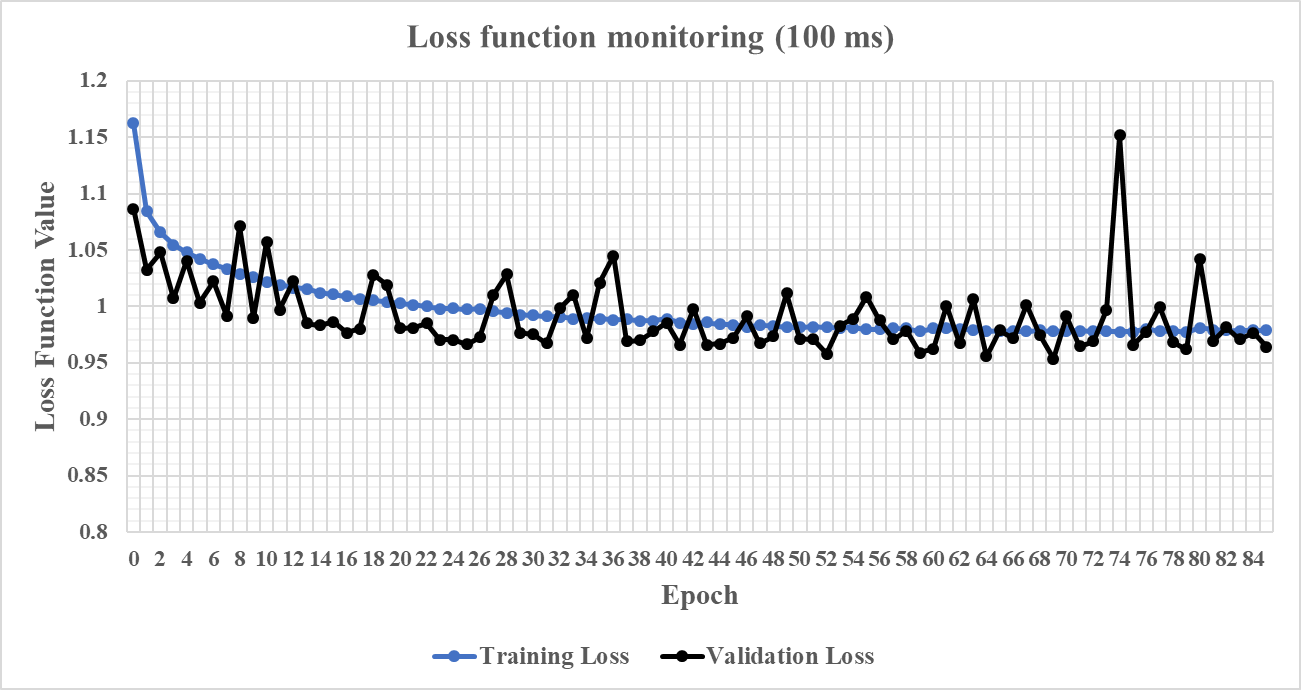 Loss function monitoring (100 ms)
1.2
1.15
1.1
1.05
1
0.95
0.9
0.85
0.8
Loss Function Value
0 2 4 6 8 10 12 14 16 18 20 22 24 26 28 30 32 34 36 38 40 42 44 46 48 50 52 54 56 58 60 62 64 66 68 70 72 74 76 78 80 82 84
Epoch
Training Loss Validation Loss